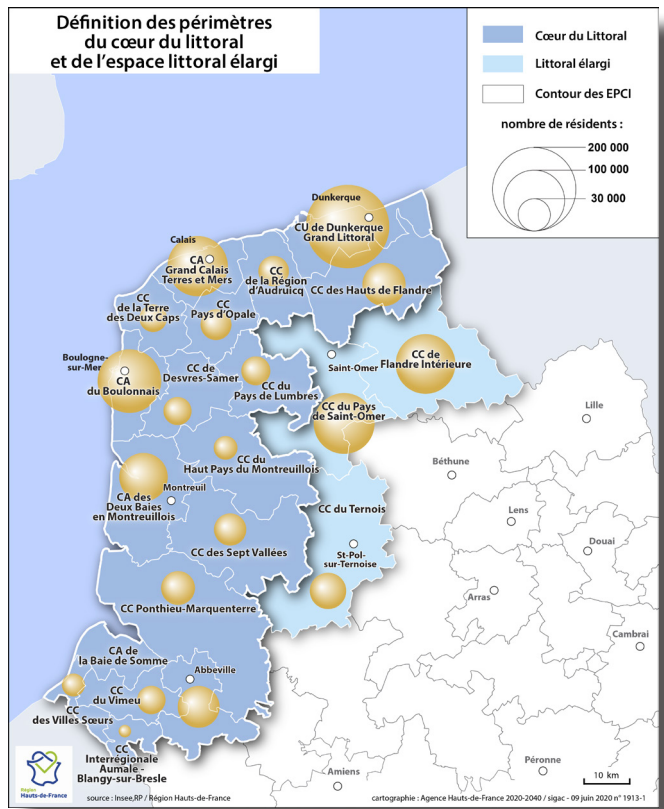 Définition des périmètres
du cœur du littoral
et de l'espace littoral élargi
Cœur du Littoral
Littoral élargi
Contour des EPCI
nombre de résidents :
200 000
100 000
30 000
Dunkerque
CU de Dunkerque
Grand Littoral
Calais
CA
Grand Calais
Terres et Mers
CC
de la Région
d'Audruicq
CC des Hauts de Flandre
CC
de la Terre
des Deux Caps
CC
Pays d'Opale
Boulogne-
sur-Mer
CA
du Boulonnais
CC de
Desvres-Samer
CC du
Pays de Lumbres
Saint-Omer
CC de
Flandre Intérieure
CC du Pays
de Saint-Omer
Lille
CC du
Haut Pays du Montreuillois
Béthune
CA des
Deux Baies
en Montreuillois
Montreuil
CC du Ternois
Lens
Douai
CC des Sept Vallées
St-Pol-
sur-Ternoise
Arras
CC Ponthieu-Marquenterre
Cambrai
CA de
la Baie de Somme
Abbeville
CC
du Vimeu
CC
des Villes Sœurs
CC
Interrégionale
Aumale -
Blangy-sur-Bresle
Amiens
Péronne
10 km
Région
Hauts-de-France
source : Insee,RP / Région Hauts-de-France
cartographie : Agence Hauts-de-France 2020-2040 / sigac - 09 juin 2020 n° 1913-1